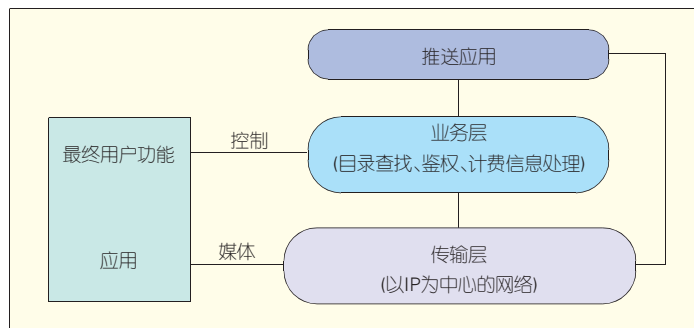 推送应用
最终用户功能
控制
业务层
(目录查找、鉴权、计费信息处理)
应用
媒体
传输层
(以IP为中心的网络)